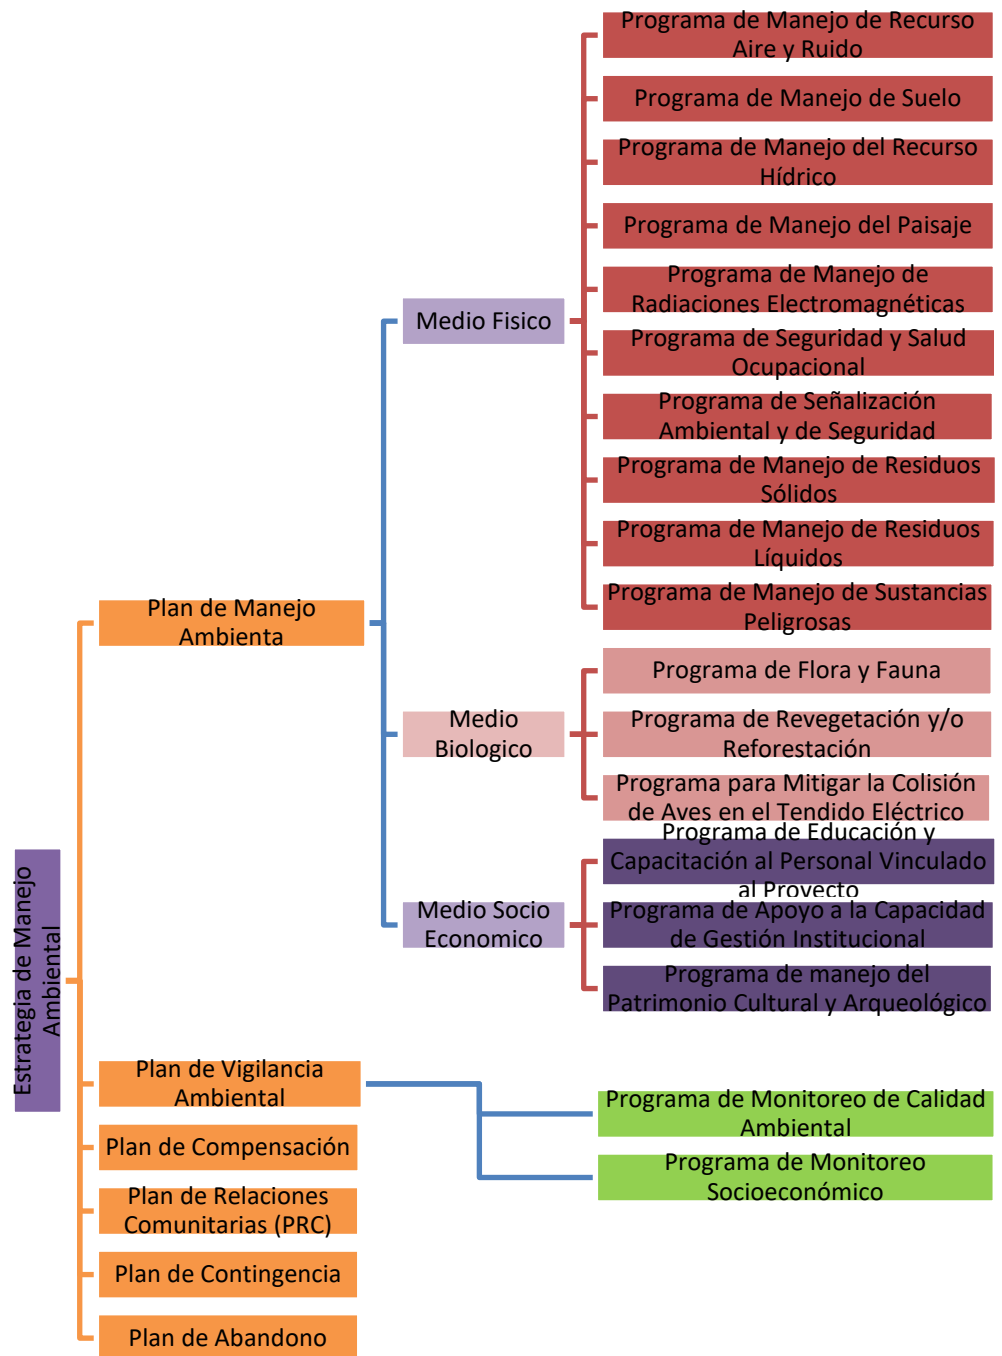 Estrategia de Manejo
Ambiental
Plan de Manejo
Ambienta
Medio Fisico
Programa de Manejo de Recurso
Aire y Ruido
Programa de Manejo de Suelo
Programa de Manejo del Recurso
Hídrico
Programa de Manejo del Paisaje
Programa de Manejo de
Radiaciones Electromagnéticas
Programa de Seguridad y Salud
Ocupacional
Programa de Señalización
Ambiental y de Seguridad
Programa de Manejo de Residuos
Sólidos
Programa de Manejo de Residuos
Líquidos
Programa de Manejo de Sustancias
Peligrosas
Medio
Biologico
Programa de Flora y Fauna
Programa de Revegetación y/o
Reforestación
Programa para Mitigar la Colisión
de Aves en el Tendido Eléctrico
Medio Socio
Economico
Programa de Educación y
Capacitación al Personal Vinculado
al Proyecto
Programa de Apoyo a la Capacidad
de Gestión Institucional
Programa de manejo del
Patrimonio Cultural y Arqueológico
Plan de Vigilancia
Ambiental
Programa de Monitoreo de Calidad
Ambiental
Programa de Monitoreo
Socioeconómico
Plan de Compensación
Plan de Relaciones
Comunitarias (PRC)
Plan de Contingencia
Plan de Abandono